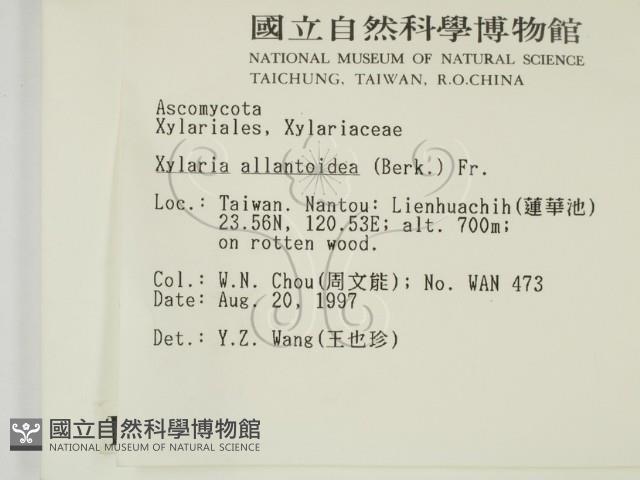 國立自然科學博物館
NATIONAL MUSEUM OF NATURAL SCIENCE
TAICHUNG, TAIWAN, R.O.CHINA
Ascomycota
Xylariales, Xylariaceae
Xylaria allantoidea (Berk.) Fr.
Loc.: Taiwan. Nantou: Lienhuachih(蓮華池)
23.56N, 120.53E; alt. 700m;
on rotten wood.
Col.: W.N. Chou(周文能); No. WAN 473
Date: Aug. 20, 1997
Det.: Y.Z. Wang(王也珍)
國立自然科學博物館
NATIONAL MUSEUM OF NATURAL SCIENCE